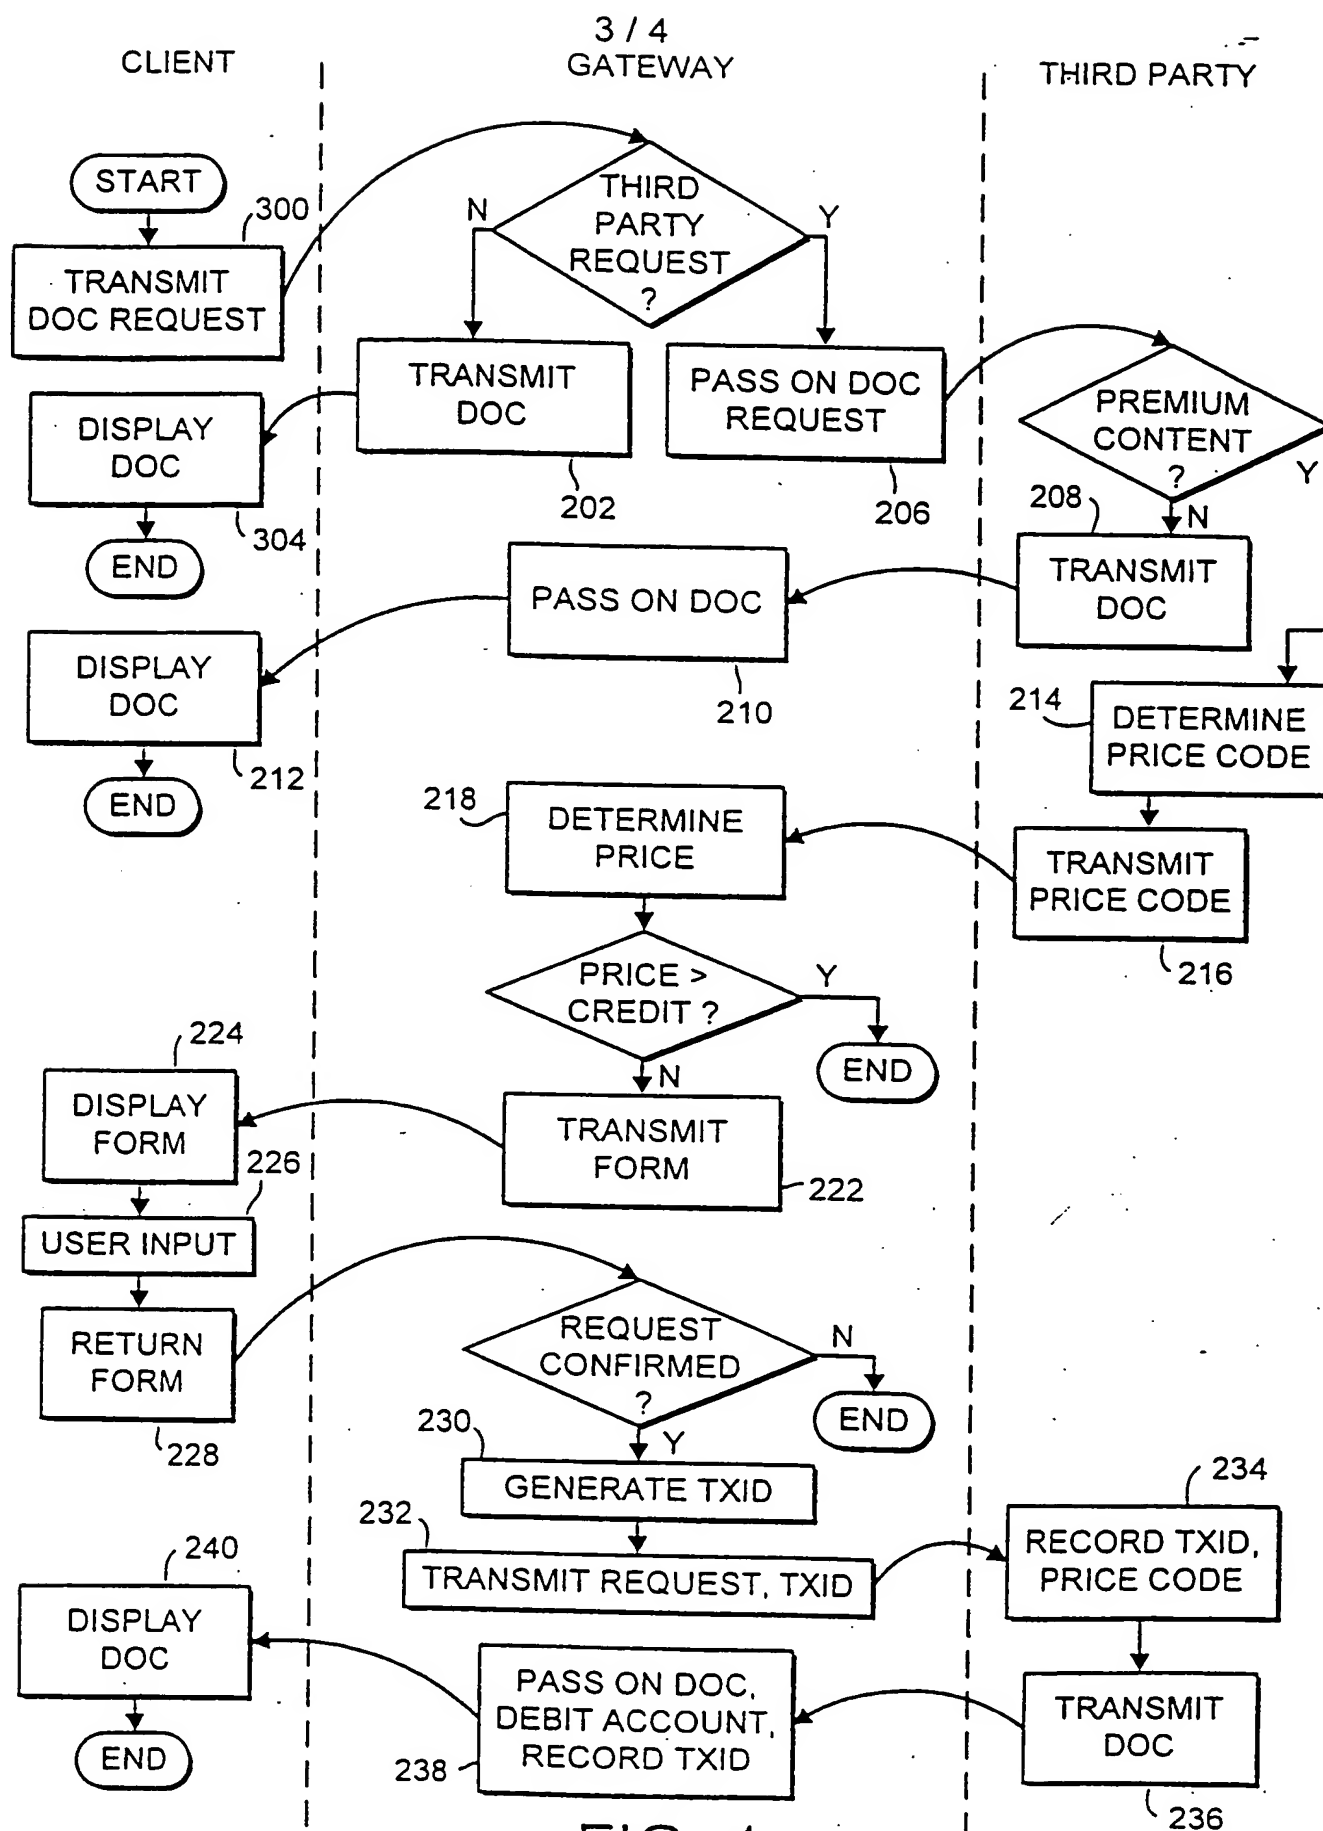 3 / 4
CLIENT
GATEWAY
THIRD PARTY
START
300
TRANSMIT
DOC REQUEST
THIRD
PARTY
REQUEST
?
N
Y
TRANSMIT
DOC
202
PASS ON DOC
REQUEST
206
PREMIUM
CONTENT
?
Y
N
DISPLAY
DOC
304
END
208
TRANSMIT
DOC
PASS ON DOC
210
DISPLAY
DOC
212
END
214
DETERMINE
PRICE CODE
TRANSMIT
PRICE CODE
216
218
DETERMINE
PRICE
PRICE >
CREDIT ?
Y
END
N
TRANSMIT
FORM
222
224
DISPLAY
FORM
226
USER INPUT
RETURN
FORM
228
REQUEST
CONFIRMED
?
N
END
Y
230
GENERATE TXID
232
TRANSMIT REQUEST, TXID
234
RECORD TXID,
PRICE CODE
TRANSMIT
DOC
236
PASS ON DOC,
DEBIT ACCOUNT,
RECORD TXID
238
240
DISPLAY
DOC
END